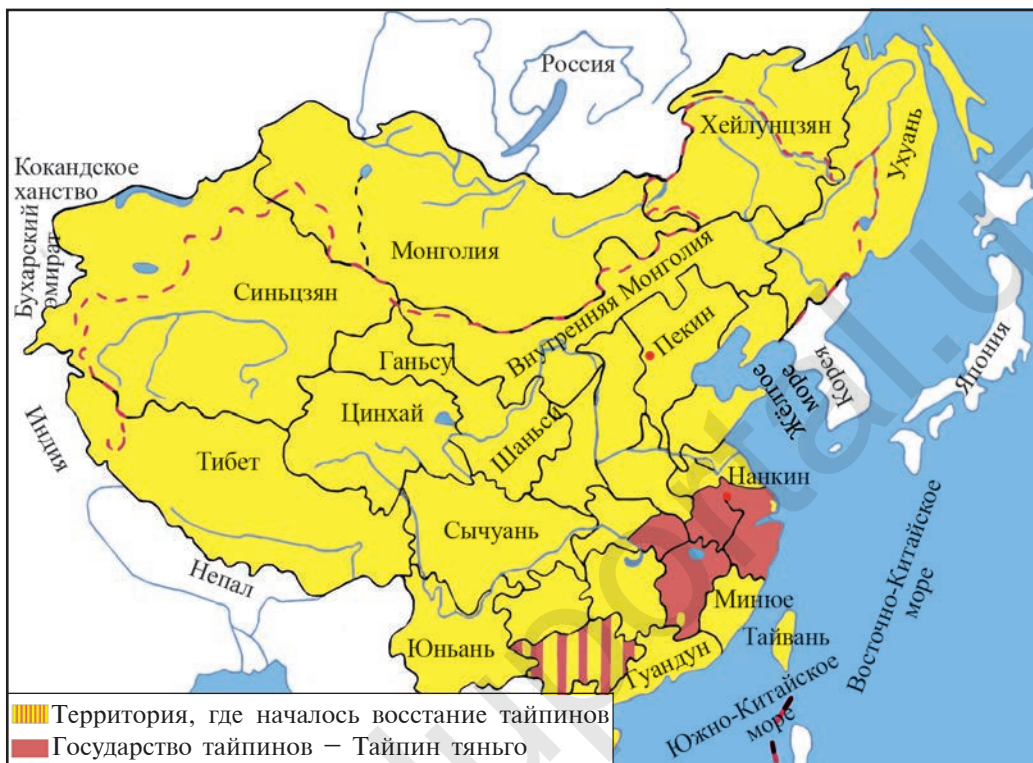 Россия
Хейлунцзян
Ухуань
Кокандское
ханство
Бухарский
эмират
Монголия
Синьцзян
Внутренняя Монголия
Пекин
Ганьсу
Жёлтое
море
Корея
Япония
Цинхай
Шаньси
Индия
Тибет
Нанкин
Сычуань
Непал
Минюе
Тайвань
Восточно-Китайское
море
Юньань
Гуандун
Южно-Китайское
море
Территория, где началось восстание тайпинов
Государство тайпинов – Тайпин тяньго
uportal.u